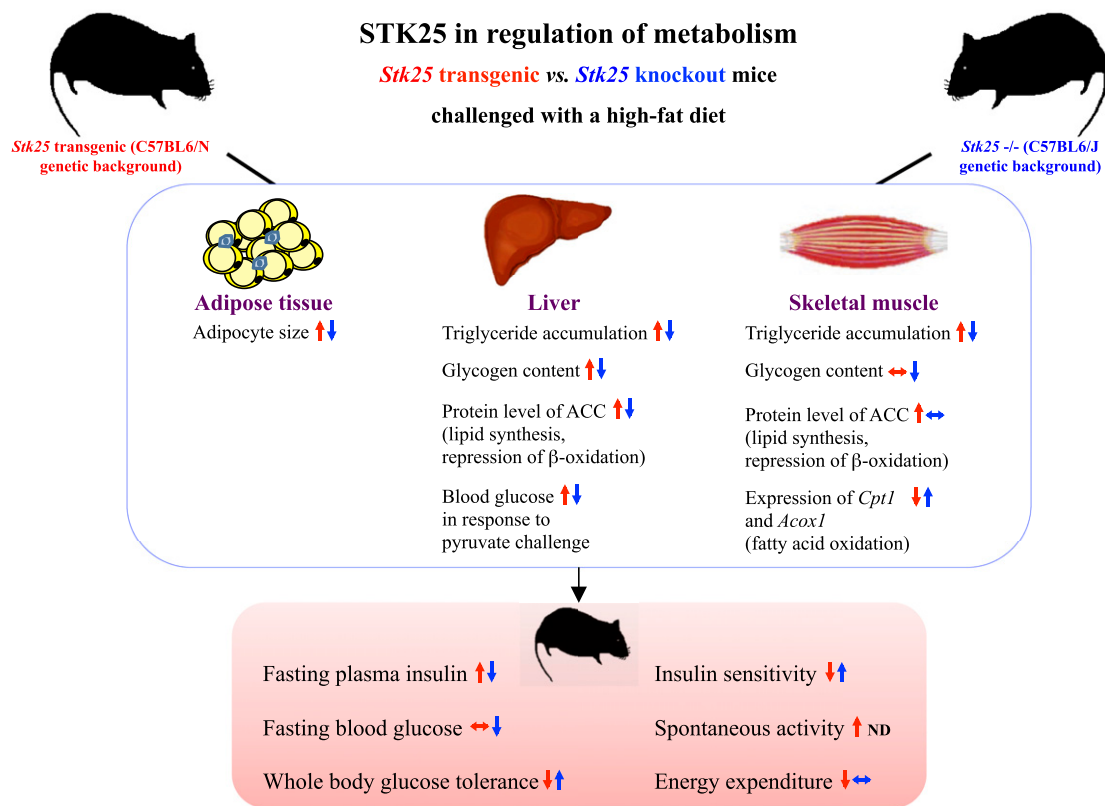 STK25 in regulation of metabolism
Stk25 transgenic vs. Stk25 knockout mice
challenged with a high-fat diet
Stk25 transgenic (C57BL6/N
genetic background)
Stk25 -/- (C57BL6/J
genetic background)
Adipose tissue
Adipocyte size
Liver
Triglyceride accumulation
Glycogen content
Protein level of ACC
(lipid synthesis,
repression of β-oxidation)
Blood glucose
in response to
pyruvate challenge
Skeletal muscle
Triglyceride accumulation
Glycogen content
Protein level of ACC
(lipid synthesis,
repression of β-oxidation)
Expression of Cpt1
and Acox1
(fatty acid oxidation)
Fasting plasma insulin
Fasting blood glucose
Whole body glucose tolerance
Insulin sensitivity
Spontaneous activity ND
Energy expenditure